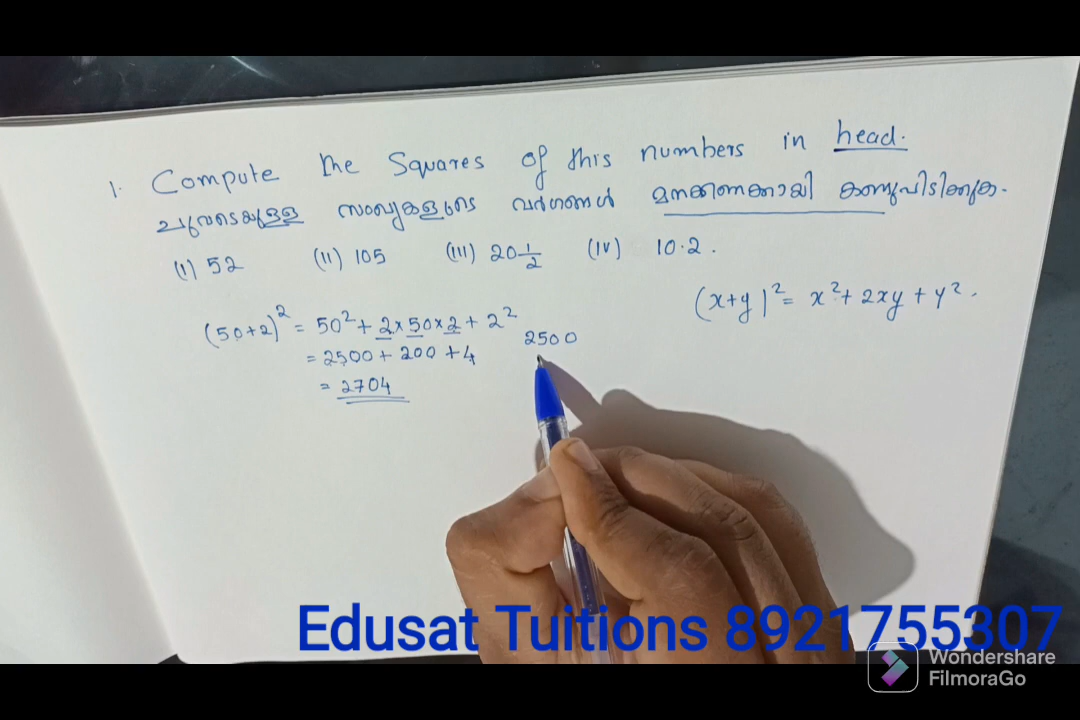 1. Compute the Squares of this numbers in head.
ചുവടെയുള്ള സംഖ്യകളുടെ വർഗങ്ങൾ മനക്കണക്കായി കണ്ടുപിടിക്കുക.
(I) 52 (II) 105 (III) 20 1/2 (IV) 10.2.
(x+y)² = x² + 2xy + y².
(50+2)² = 50² + 2×50×2 + 2²
= 2500 + 200 + 4 2500
= 2704
Edusat Tuitions 8921755307
Wondershare
FilmoraGo